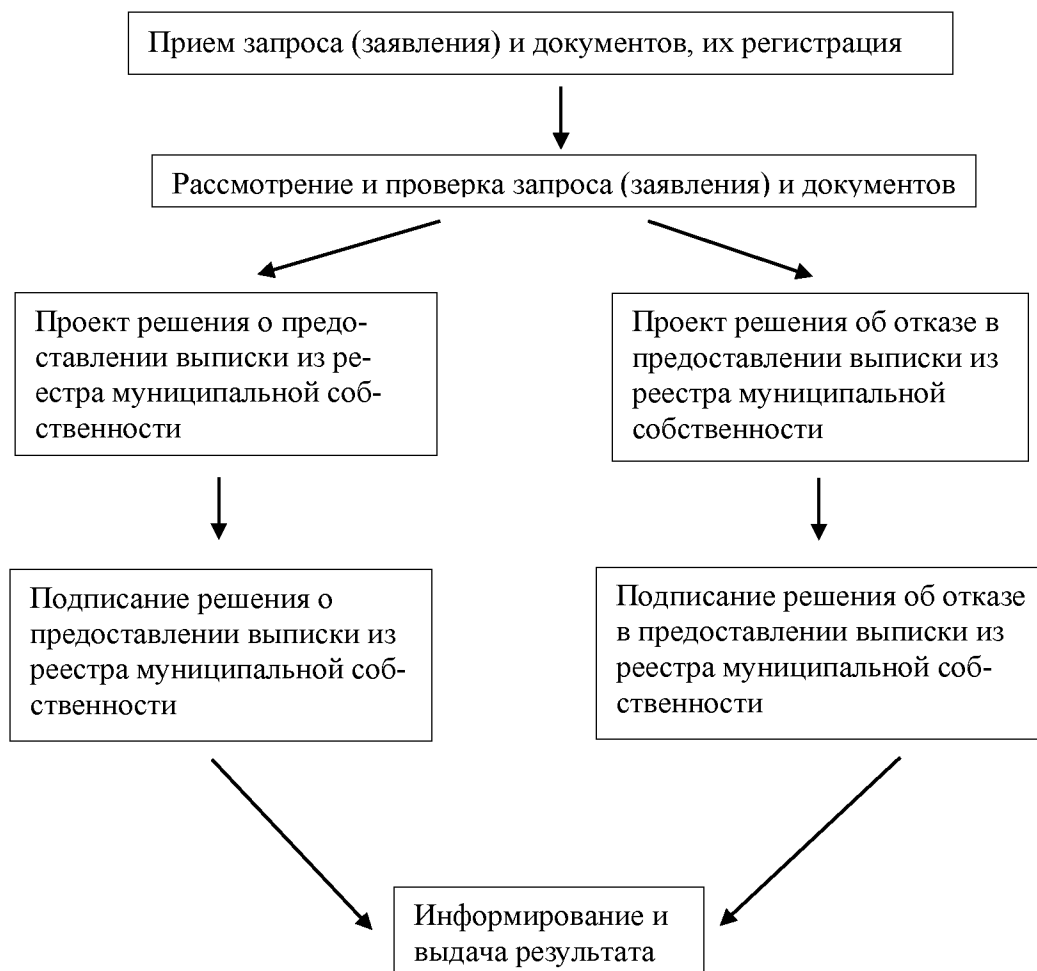 Прием запроса (заявления) и документов, их регистрация
Рассмотрение и проверка запроса (заявления) и документов
Проект решения о предо-
ставлении выписки из ре-
естра муниципальной соб-
ственности
Проект решения об отказе в
предоставлении выписки из
реестра муниципальной
собственности
Подписание решения о
предоставлении выписки из
реестра муниципальной соб-
ственности
Подписание решения об отказе
в предоставлении выписки из
реестра муниципальной соб-
ственности
Информирование и
выдача результата